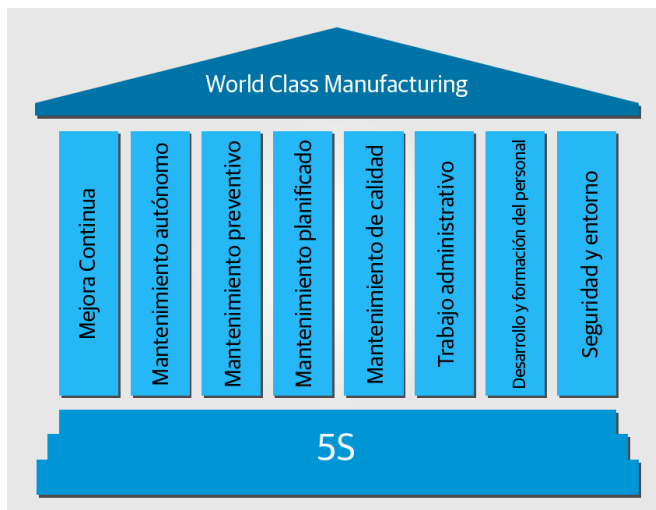 World Class Manufacturing
Mejora Continua
Mantenimiento autónomo
Mantenimiento preventivo
Mantenimiento planificado
Mantenimiento de calidad
Trabajo administrativo
Desarrollo y formación del personal
Seguridad y entorno
5S